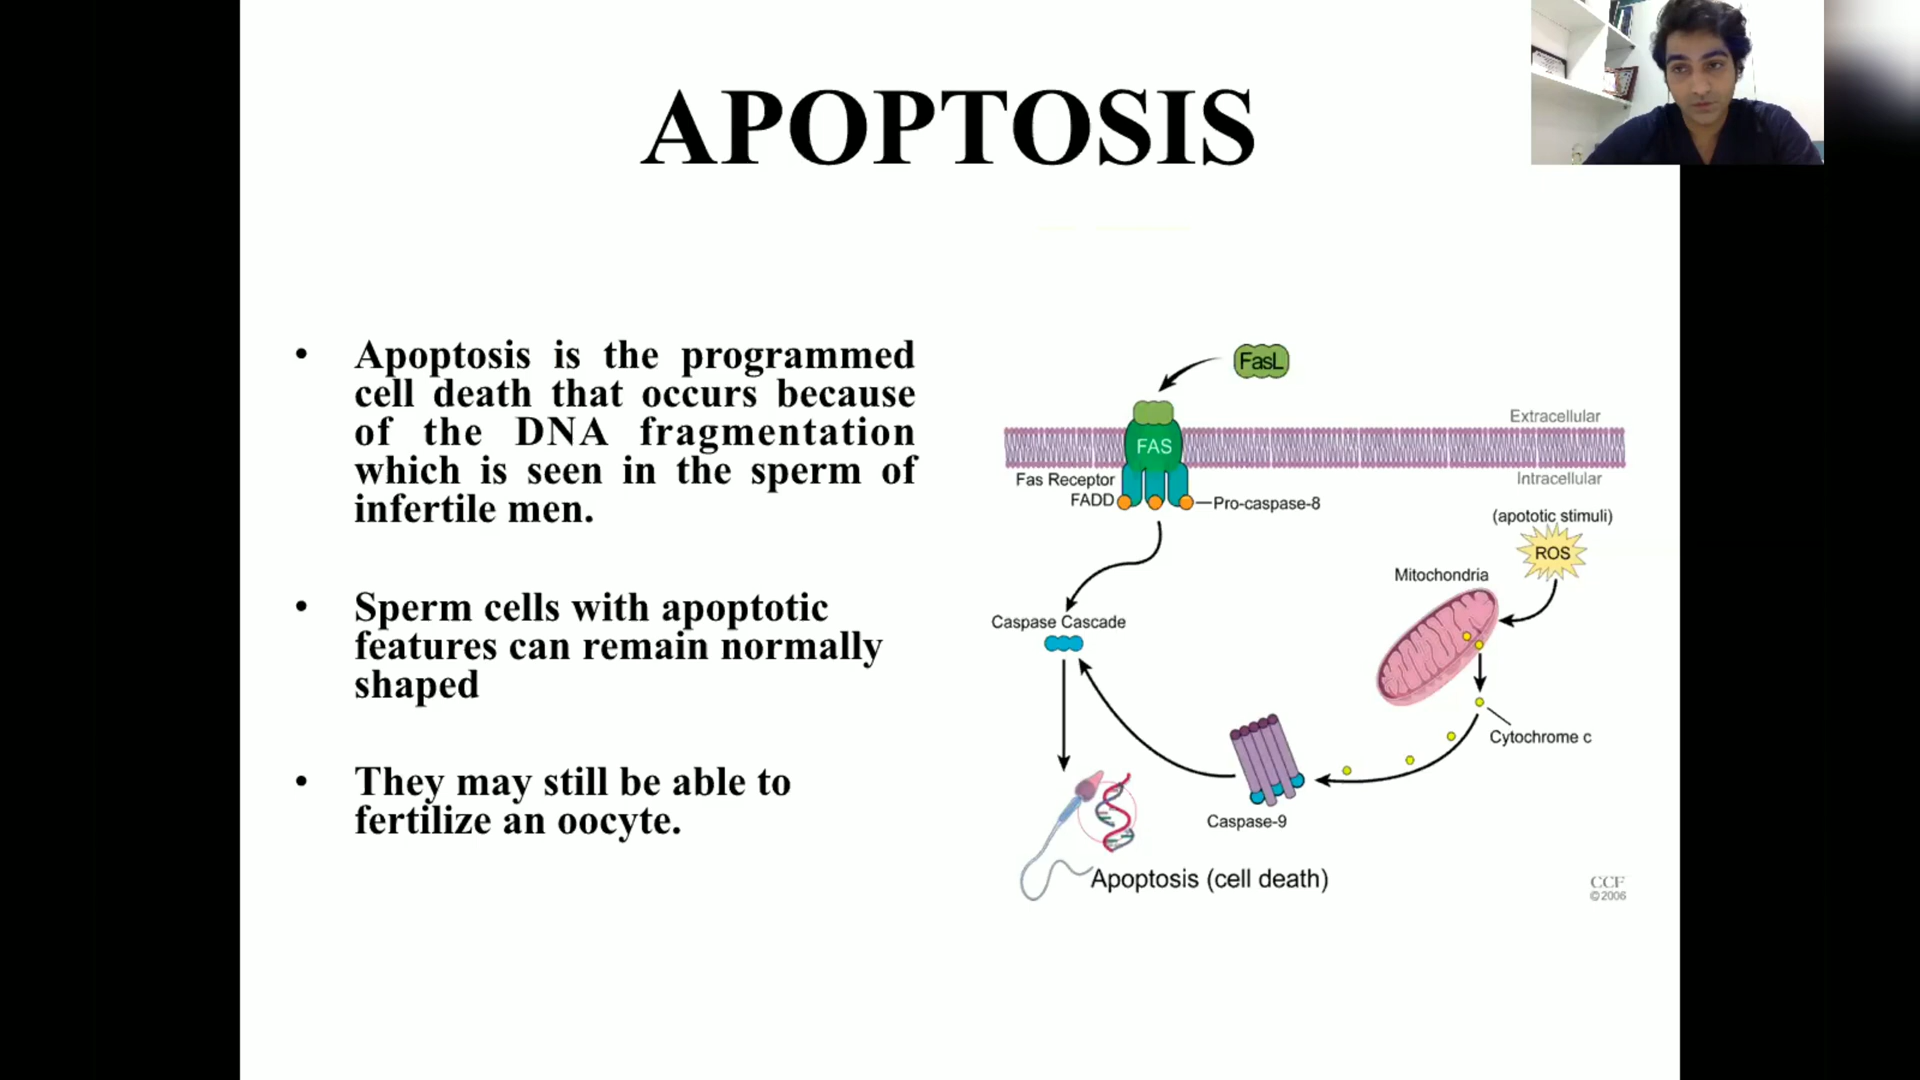 APOPTOSIS
• Apoptosis is the programmed
cell death that occurs because
of the DNA fragmentation
which is seen in the sperm of
infertile men.
• Sperm cells with apoptotic
features can remain normally
shaped
• They may still be able to
fertilize an oocyte.
FasL
Extracellular
FAS
Fas Receptor
Intracellular
FADD
Pro-caspase-8
(apototic stimuli)
ROS
Mitochondria
Caspase Cascade
Cytochrome c
Caspase-9
Apoptosis (cell death)
CCF
©2006